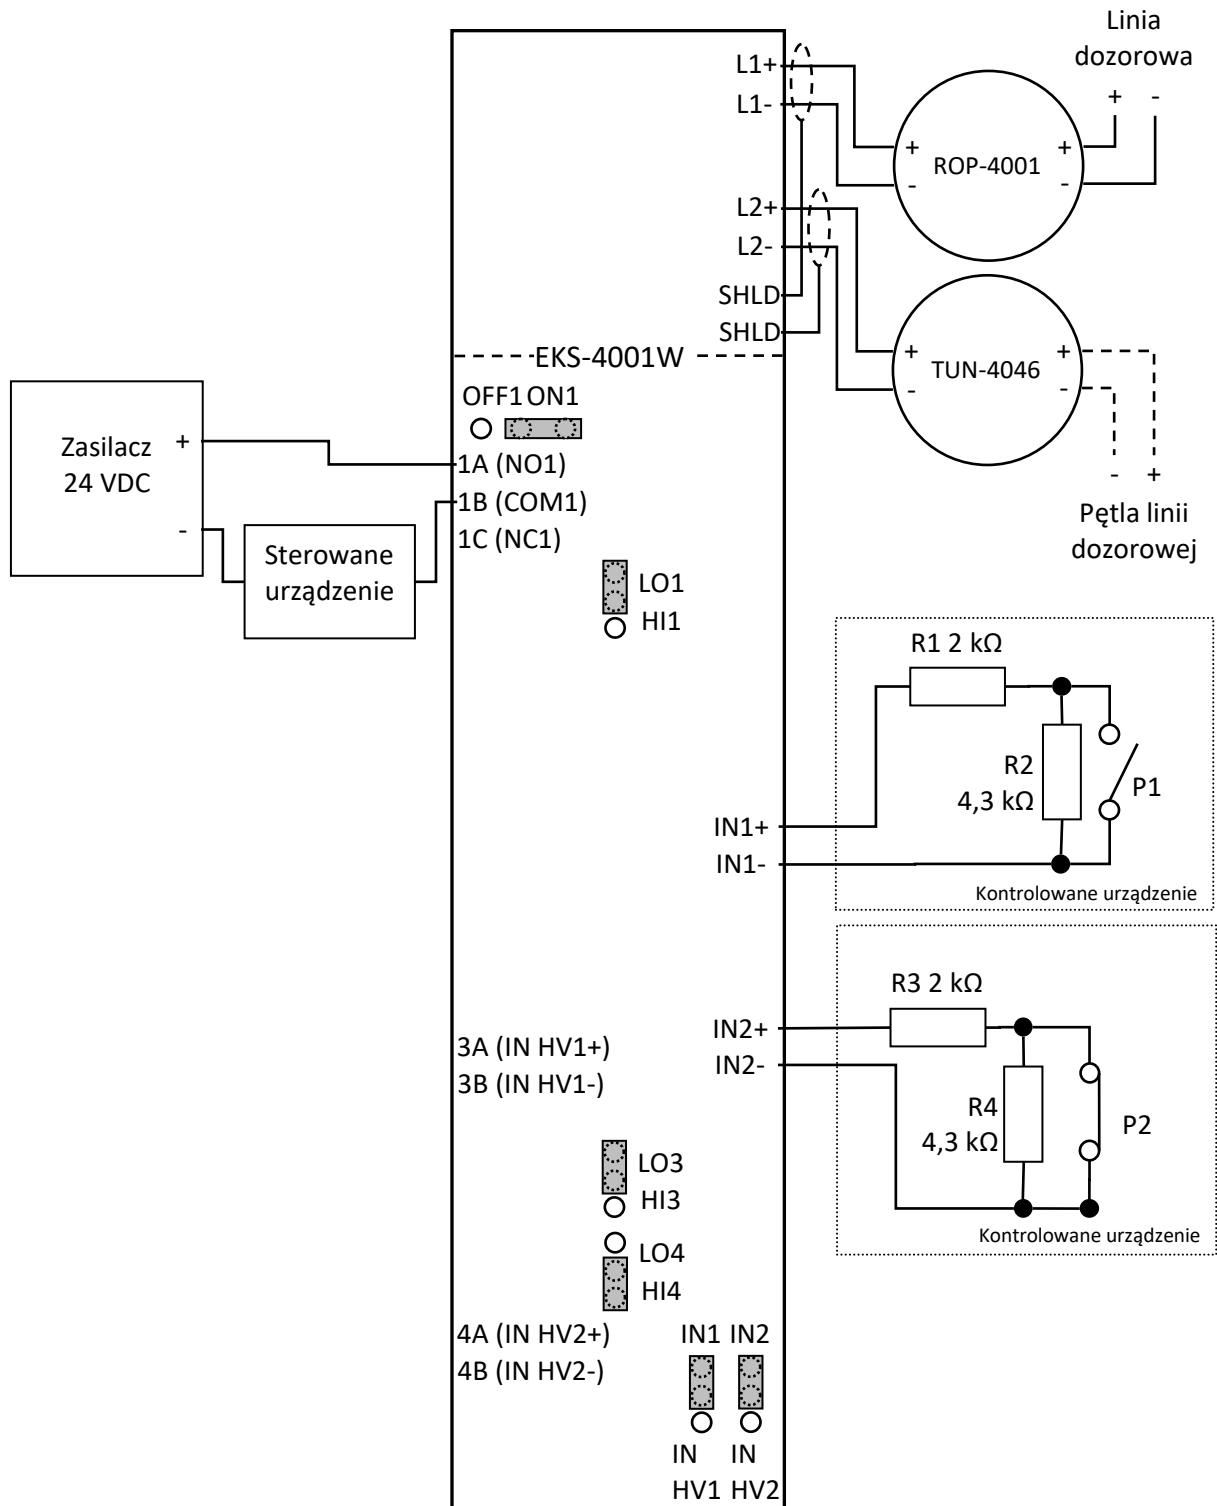 Linia
dozorowa
+ -
L1+
L1-
+ ROP-4001 +
- -
L2+
L2-
SHLD
SHLD
EKS-4001W
+ TUN-4046 +
- -
- +
Pętla linii
dozorowej
OFF1 ON1
Zasilacz +
24 VDC
-
1A (NO1)
1B (COM1)
1C (NC1)
Sterowane
urządzenie
LO1
HI1
R1 2 kΩ
R2
4,3 kΩ
P1
IN1+
IN1-
Kontrolowane urządzenie
R3 2 kΩ
IN2+
IN2-
R4
4,3 kΩ
P2
Kontrolowane urządzenie
3A (IN HV1+)
3B (IN HV1-)
LO3
HI3
LO4
HI4
4A (IN HV2+)
4B (IN HV2-)
IN1 IN2
IN IN
HV1 HV2